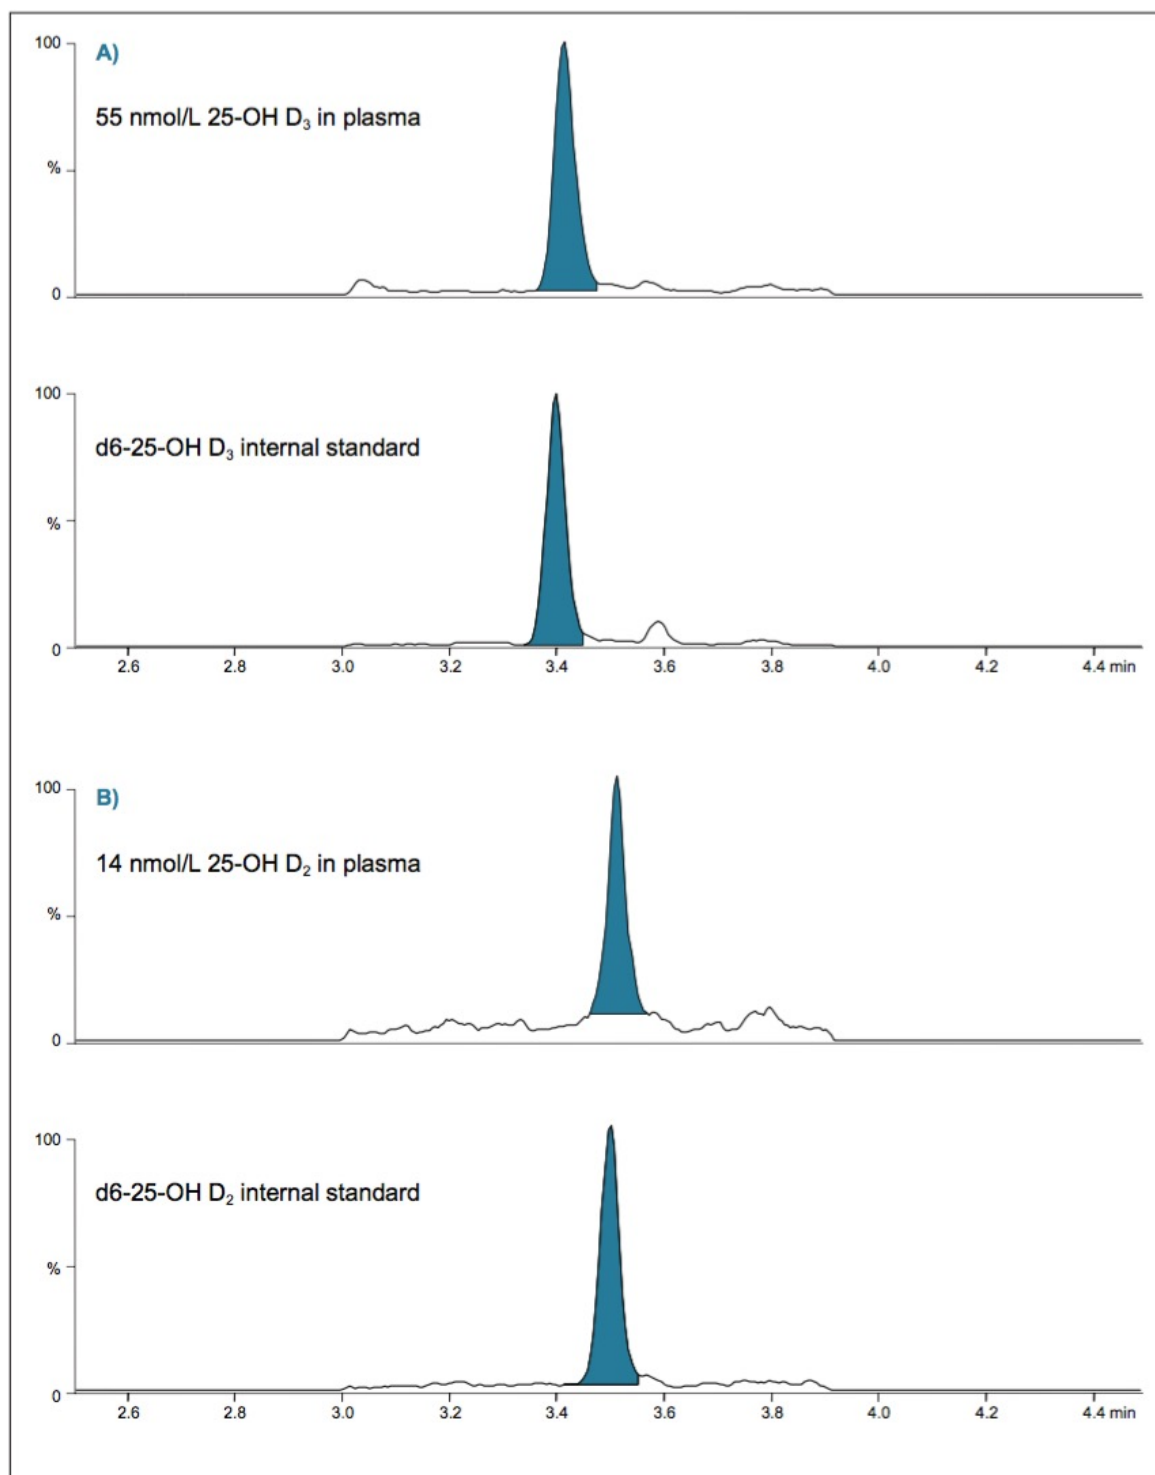 100
A)
55 nmol/L 25-OH D₃ in plasma
%
0
100
d6-25-OH D₃ internal standard
%
0
2.6 2.8 3.0 3.2 3.4 3.6 3.8 4.0 4.2 4.4 min
100
B)
14 nmol/L 25-OH D₂ in plasma
%
0
100
d6-25-OH D₂ internal standard
%
0
2.6 2.8 3.0 3.2 3.4 3.6 3.8 4.0 4.2 4.4 min